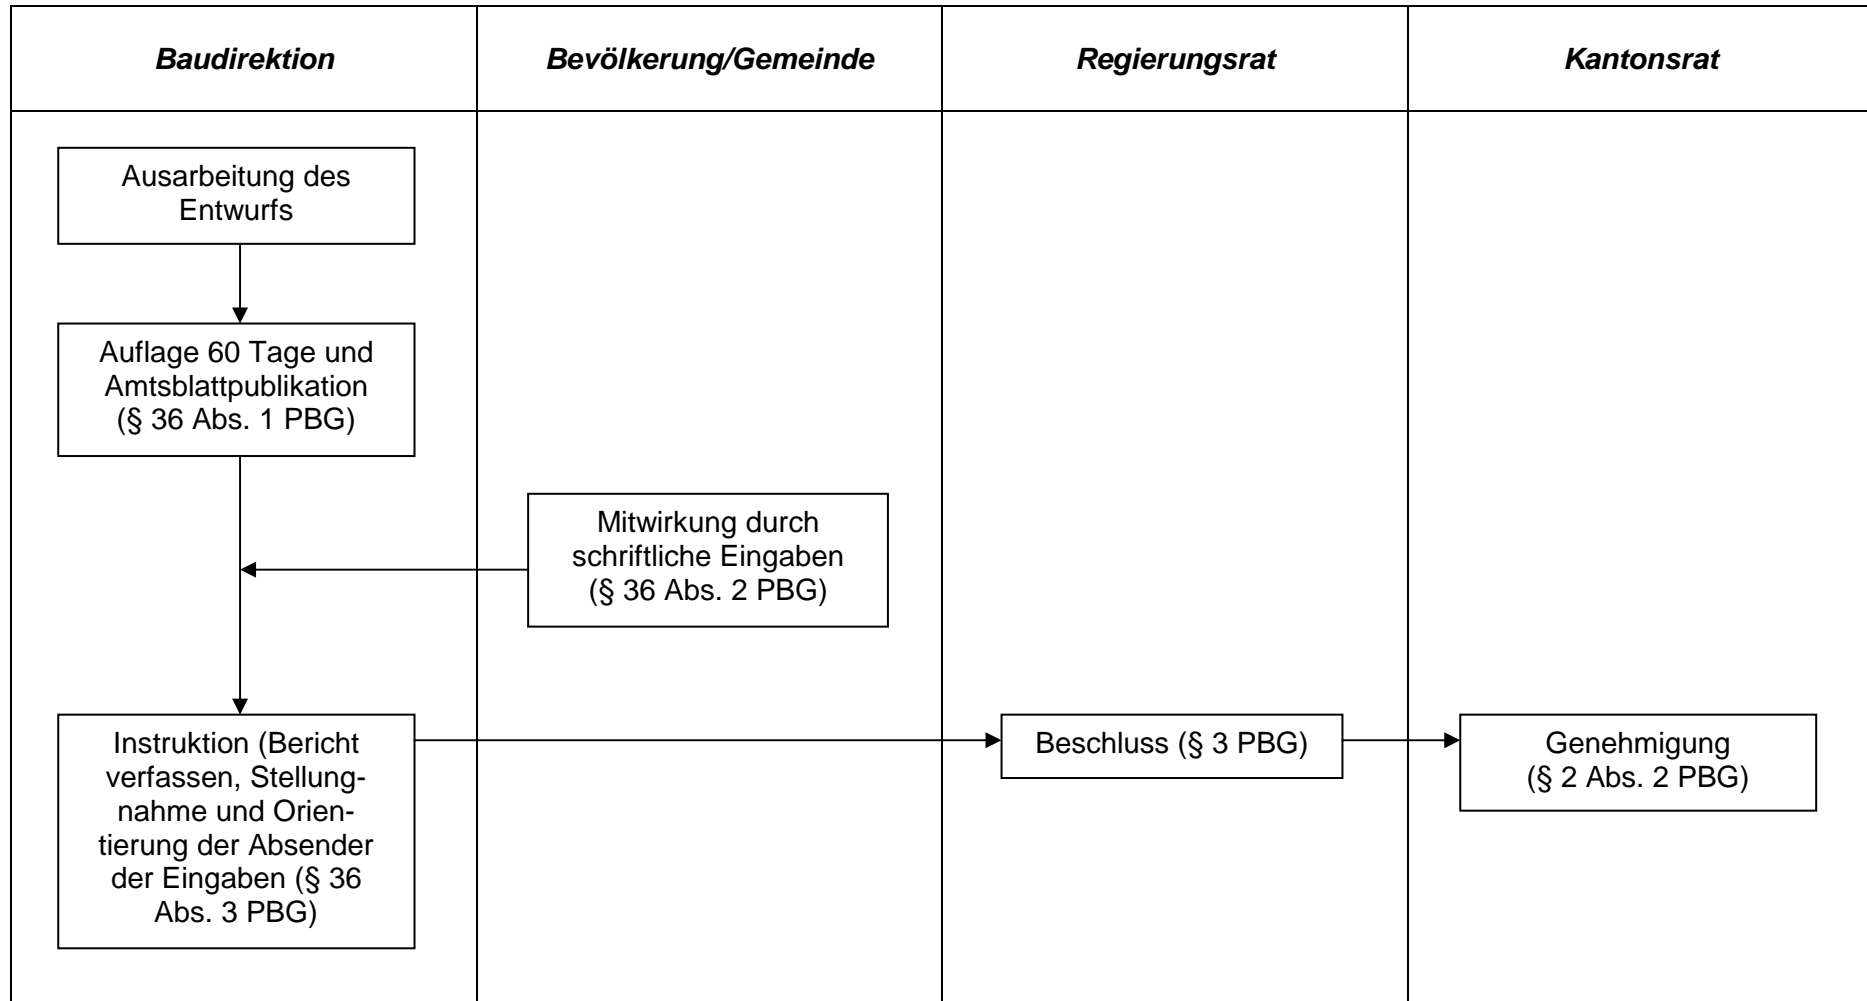 Baudirektion
Bevölkerung/Gemeinde
Regierungsrat
Kantonsrat
Ausarbeitung des
Entwurfs
Auflage 60 Tage und
Amtsblattpublikation
(§ 36 Abs. 1 PBG)
Mitwirkung durch
schriftliche Eingaben
(§ 36 Abs. 2 PBG)
Instruktion (Bericht
verfassen, Stellung-
nahme und Orien-
tierung der Absender
der Eingaben (§ 36
Abs. 3 PBG)
Beschluss (§ 3 PBG)
Genehmigung
(§ 2 Abs. 2 PBG)